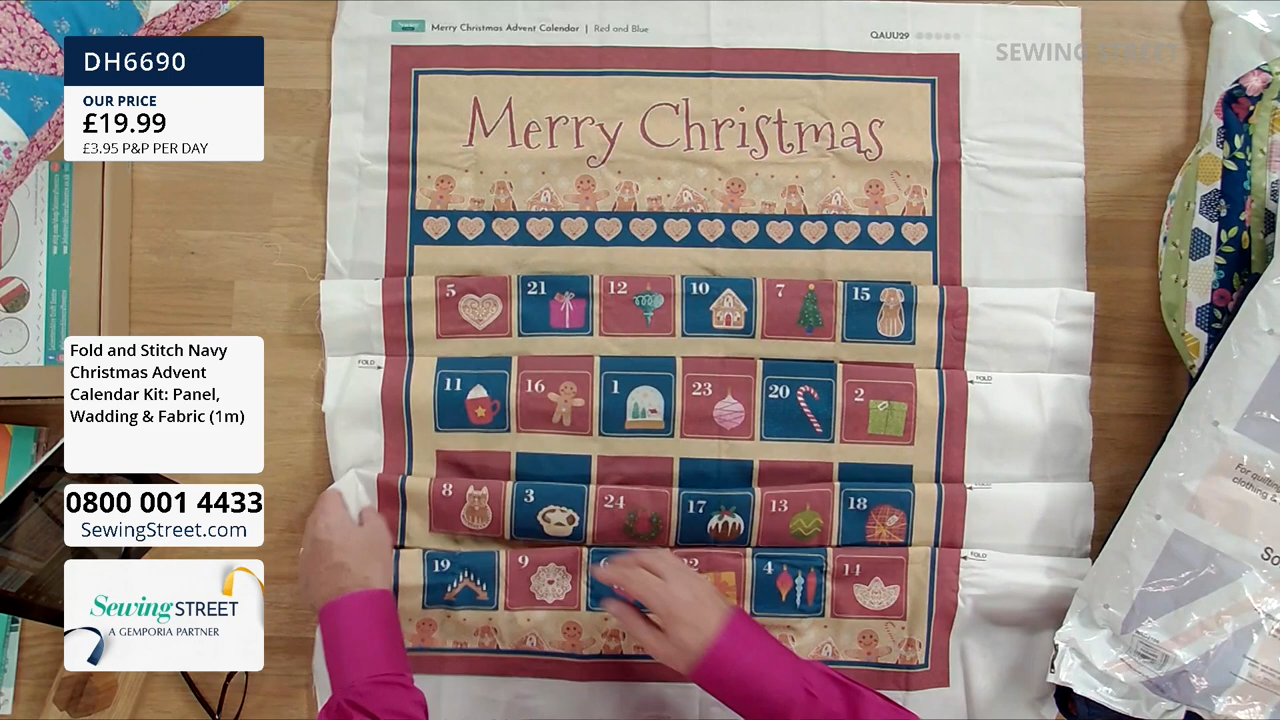 DH6690
OUR PRICE
£19.99
£3.95 P&P PER DAY
Fold and Stitch Navy
Christmas Advent
Calendar Kit: Panel,
Wadding & Fabric (1m)
0800 001 4433
SewingStreet.com
Sewing STREET
A GEMPORIA PARTNER
SEWING STREET
Sewing
Merry Christmas Advent Calendar | Red and Blue
QAUU29
Merry Christmas
5 21 12 10 7 15
FOLD
FOLD
11 16 1 23 20 2
8 3 24 17 13 18
FOLD
19 9 4 14
FOLD
For quilting
clothing &
So